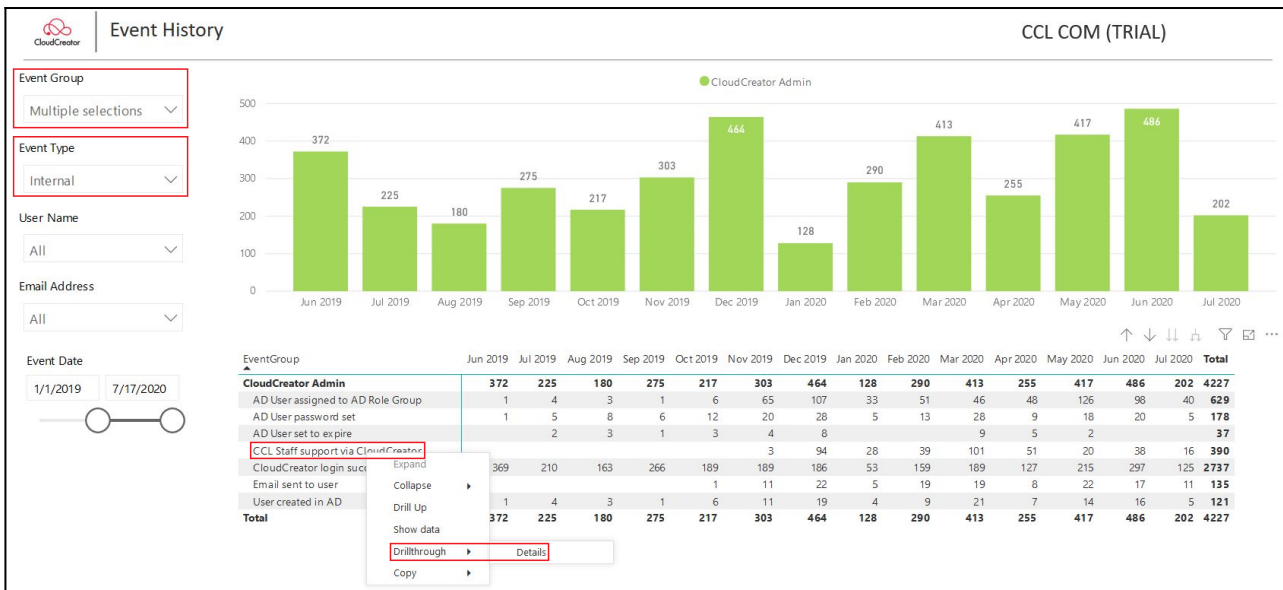 CloudCreator
Event History
CCL COM (TRIAL)
Event Group
Multiple selections
Event Type
Internal
User Name
All
Email Address
All
Event Date
1/1/2019 7/17/2020
CloudCreator Admin
500
400
300
200
100
0
372
225
180
275
217
303
464
128
290
413
255
417
486
202
Jun 2019 Jul 2019 Aug 2019 Sep 2019 Oct 2019 Nov 2019 Dec 2019 Jan 2020 Feb 2020 Mar 2020 Apr 2020 May 2020 Jun 2020 Jul 2020
EventGroup Jun 2019 Jul 2019 Aug 2019 Sep 2019 Oct 2019 Nov 2019 Dec 2019 Jan 2020 Feb 2020 Mar 2020 Apr 2020 May 2020 Jun 2020 Jul 2020 Total
CloudCreator Admin 372 225 180 275 217 303 464 128 290 413 255 417 486 202 4227
AD User assigned to AD Role Group 1 4 3 1 6 65 107 33 51 46 48 126 98 40 629
AD User password set 1 5 8 6 12 20 28 5 13 28 9 18 20 5 178
AD User set to expire 2 3 1 3 4 8 9 5 2 37
CCL Staff support via CloudCreator 3 94 28 39 101 51 20 38 16 390
CloudCreator login succ 369 210 163 266 189 189 186 53 159 189 127 215 297 125 2737
Email sent to user 1 11 22 5 19 19 8 22 17 11 135
User created in AD 1 4 3 1 6 11 19 4 9 21 7 14 16 5 121
Total 372 225 180 275 217 303 464 128 290 413 255 417 486 202 4227
Expand
Collapse
Drill Up
Show data
Drillthrough Details
Copy